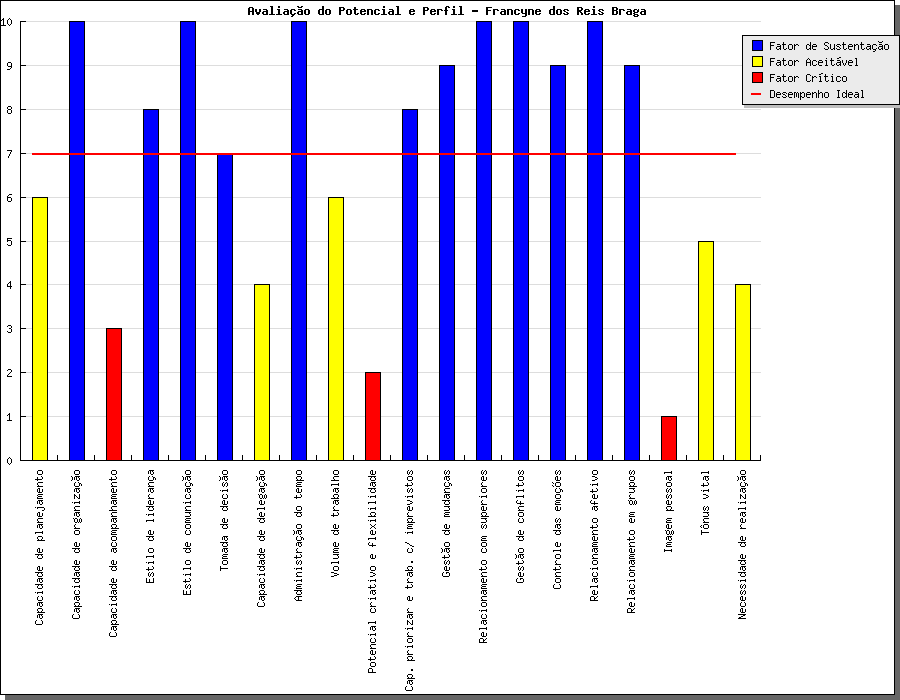 Avaliação do Potencial e Perfil - Francyne dos Reis Braga
10
9
8
7
6
5
4
3
2
1
0
Fator de Sustentação
Fator Aceitável
Fator Crítico
Desempenho Ideal
Capacidade de planejamento
Capacidade de organização
Capacidade de acompanhamento
Estilo de liderança
Estilo de comunicação
Tomada de decisão
Capacidade de delegação
Administração do tempo
Volume de trabalho
Potencial criativo e flexibilidade
Cap. priorizar e trab. c/ imprevistos
Gestão de mudanças
Relacionamento com superiores
Gestão de conflitos
Controle das emoções
Relacionamento afetivo
Relacionamento em grupos
Imagem pessoal
Tônus vital
Necessidade de realização